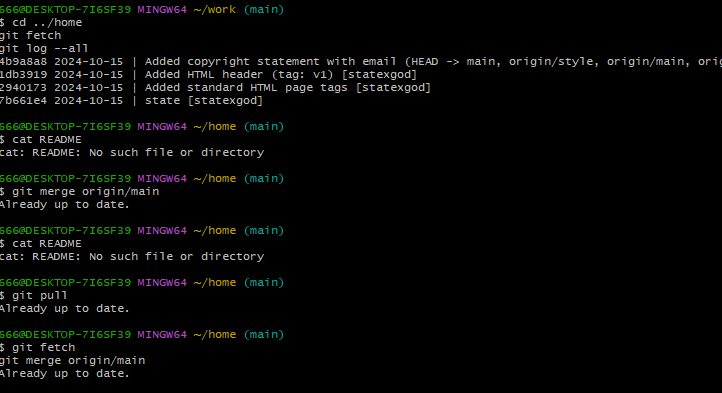 666@DESKTOP-7I6SF39 MINGW64 ~/work (main)
$ cd ../home
git fetch
git log --all
4b9a8a8 2024-10-15 | Added copyright statement with email (HEAD -> main, origin/style, origin/main, orig
1db3919 2024-10-15 | Added HTML header (tag: v1) [statexgod]
2940173 2024-10-15 | Added standard HTML page tags [statexgod]
7b661e4 2024-10-15 | state [statexgod]
666@DESKTOP-7I6SF39 MINGW64 ~/home (main)
$ cat README
cat: README: No such file or directory
666@DESKTOP-7I6SF39 MINGW64 ~/home (main)
$ git merge origin/main
Already up to date.
666@DESKTOP-7I6SF39 MINGW64 ~/home (main)
$ cat README
cat: README: No such file or directory
666@DESKTOP-7I6SF39 MINGW64 ~/home (main)
$ git pull
Already up to date.
666@DESKTOP-7I6SF39 MINGW64 ~/home (main)
$ git fetch
git merge origin/main
Already up to date.